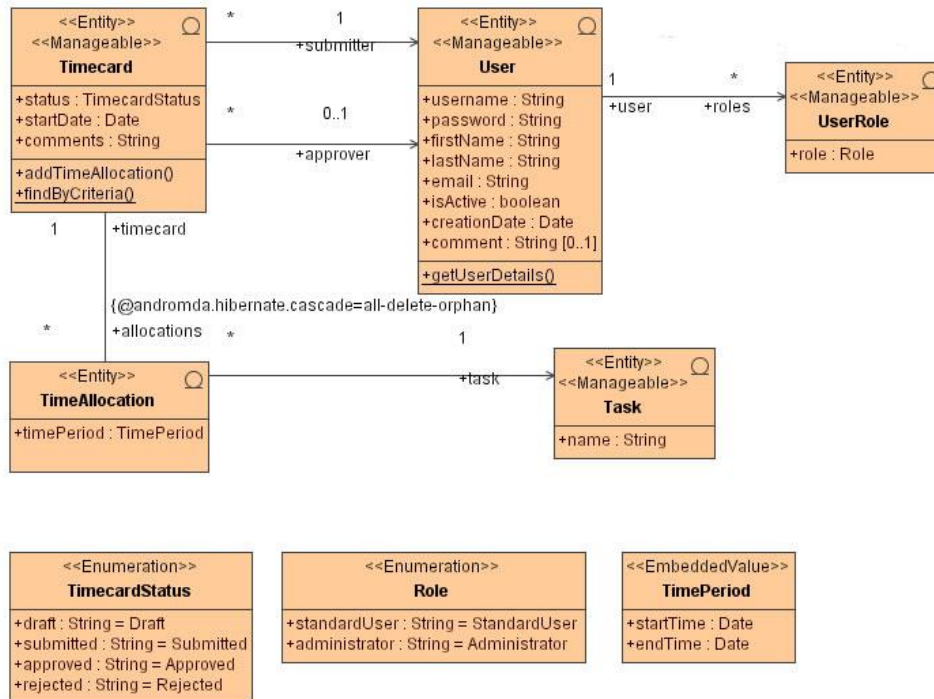 <<Entity>>
<<Manageable>>
Timecard
+status : TimecardStatus
+startDate : Date
+comments : String
+addTimeAllocation()
+findByCriteria()
* 1
+submitter
* 0..1
+approver
<<Entity>>
<<Manageable>>
User
+username : String
+password : String
+firstName : String
+lastName : String
+email : String
+isActive : boolean
+creationDate : Date
+comment : String [0..1]
+getUserDetails()
1 *
+user +roles
<<Entity>>
<<Manageable>>
UserRole
+role : Role
1 +timecard
{@andromda.hibernate.cascade=all-delete-orphan}
* +allocations
<<Entity>>
TimeAllocation
+timePeriod : TimePeriod
* 1
+task
<<Entity>>
<<Manageable>>
Task
+name : String
<<Enumeration>>
TimecardStatus
+draft : String = Draft
+submitted : String = Submitted
+approved : String = Approved
+rejected : String = Rejected
<<Enumeration>>
Role
+standardUser : String = StandardUser
+administrator : String = Administrator
<<EmbeddedValue>>
TimePeriod
+startTime : Date
+endTime : Date